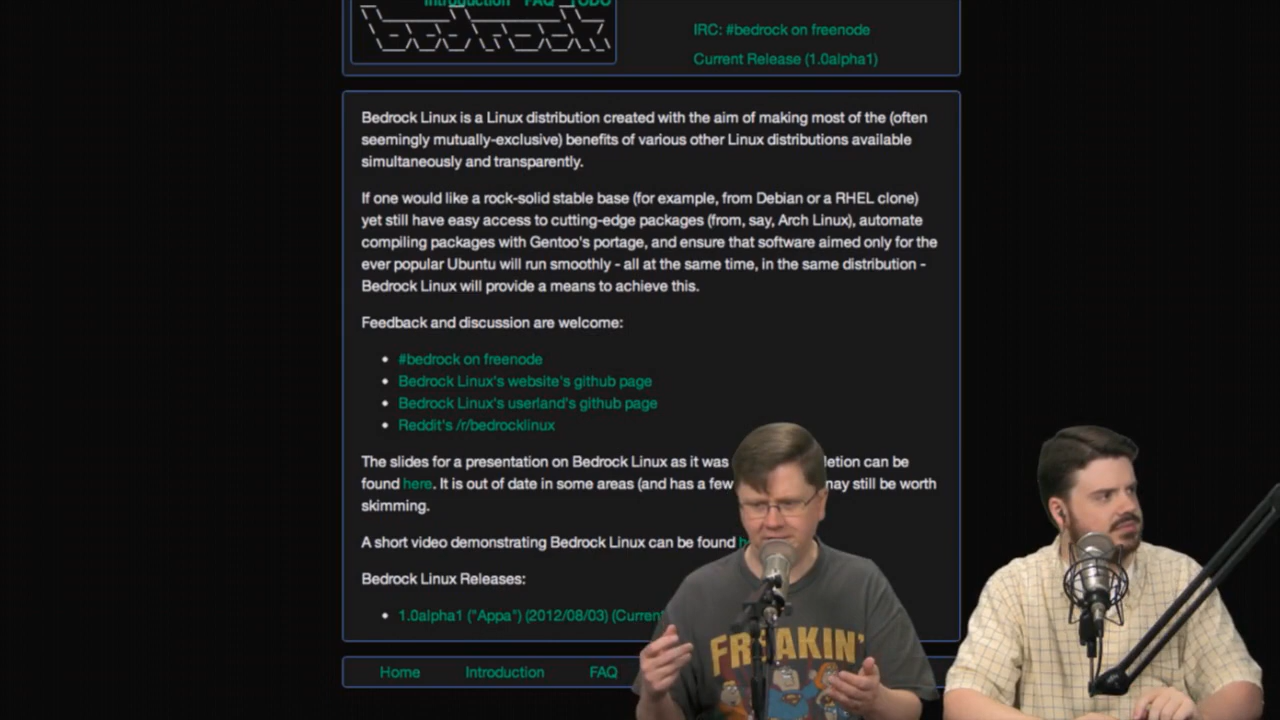 Introduction FAQ TODO
bedrock
IRC: #bedrock on freenode
Current Release (1.0alpha1)
Bedrock Linux is a Linux distribution created with the aim of making most of the (often
seemingly mutually-exclusive) benefits of various other Linux distributions available
simultaneously and transparently.
If one would like a rock-solid stable base (for example, from Debian or a RHEL clone)
yet still have easy access to cutting-edge packages (from, say, Arch Linux), automate
compiling packages with Gentoo's portage, and ensure that software aimed only for the
ever popular Ubuntu will run smoothly - all at the same time, in the same distribution -
Bedrock Linux will provide a means to achieve this.
Feedback and discussion are welcome:
• #bedrock on freenode
• Bedrock Linux's website's github page
• Bedrock Linux's userland's github page
• Reddit's /r/bedrocklinux
The slides for a presentation on Bedrock Linux as it was letion can be
found here. It is out of date in some areas (and has a few may still be worth
skimming.
A short video demonstrating Bedrock Linux can be found
Bedrock Linux Releases:
• 1.0alpha1 ("Appa") (2012/08/03) (Current
Home Introduction FAQ
FREAKIN'